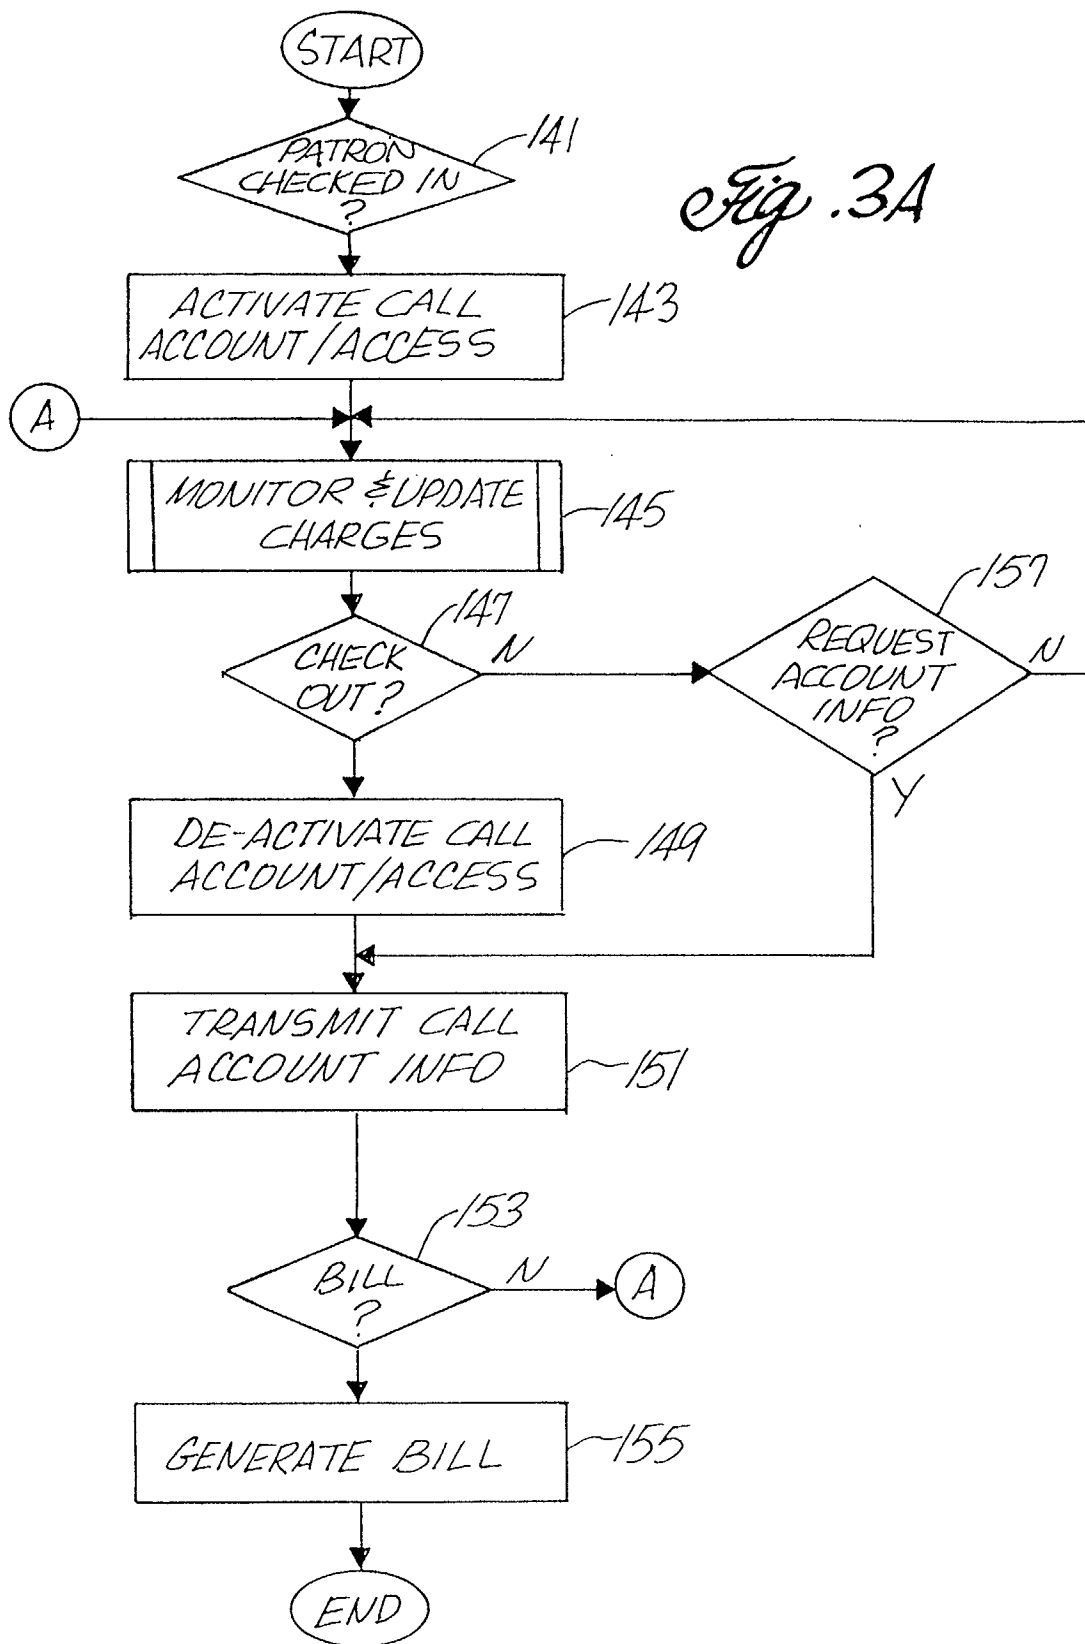 START
PATRON
CHECKED IN
?
141
Fig. 3A
ACTIVATE CALL
ACCOUNT/ACCESS
143
A
MONITOR & UPDATE
CHARGES
145
CHECK
OUT?
147
N
REQUEST
ACCOUNT
INFO
?
157
N
Y
DE-ACTIVATE CALL
ACCOUNT/ACCESS
149
TRANSMIT CALL
ACCOUNT INFO
151
BILL
?
153
N
A
GENERATE BILL
155
END